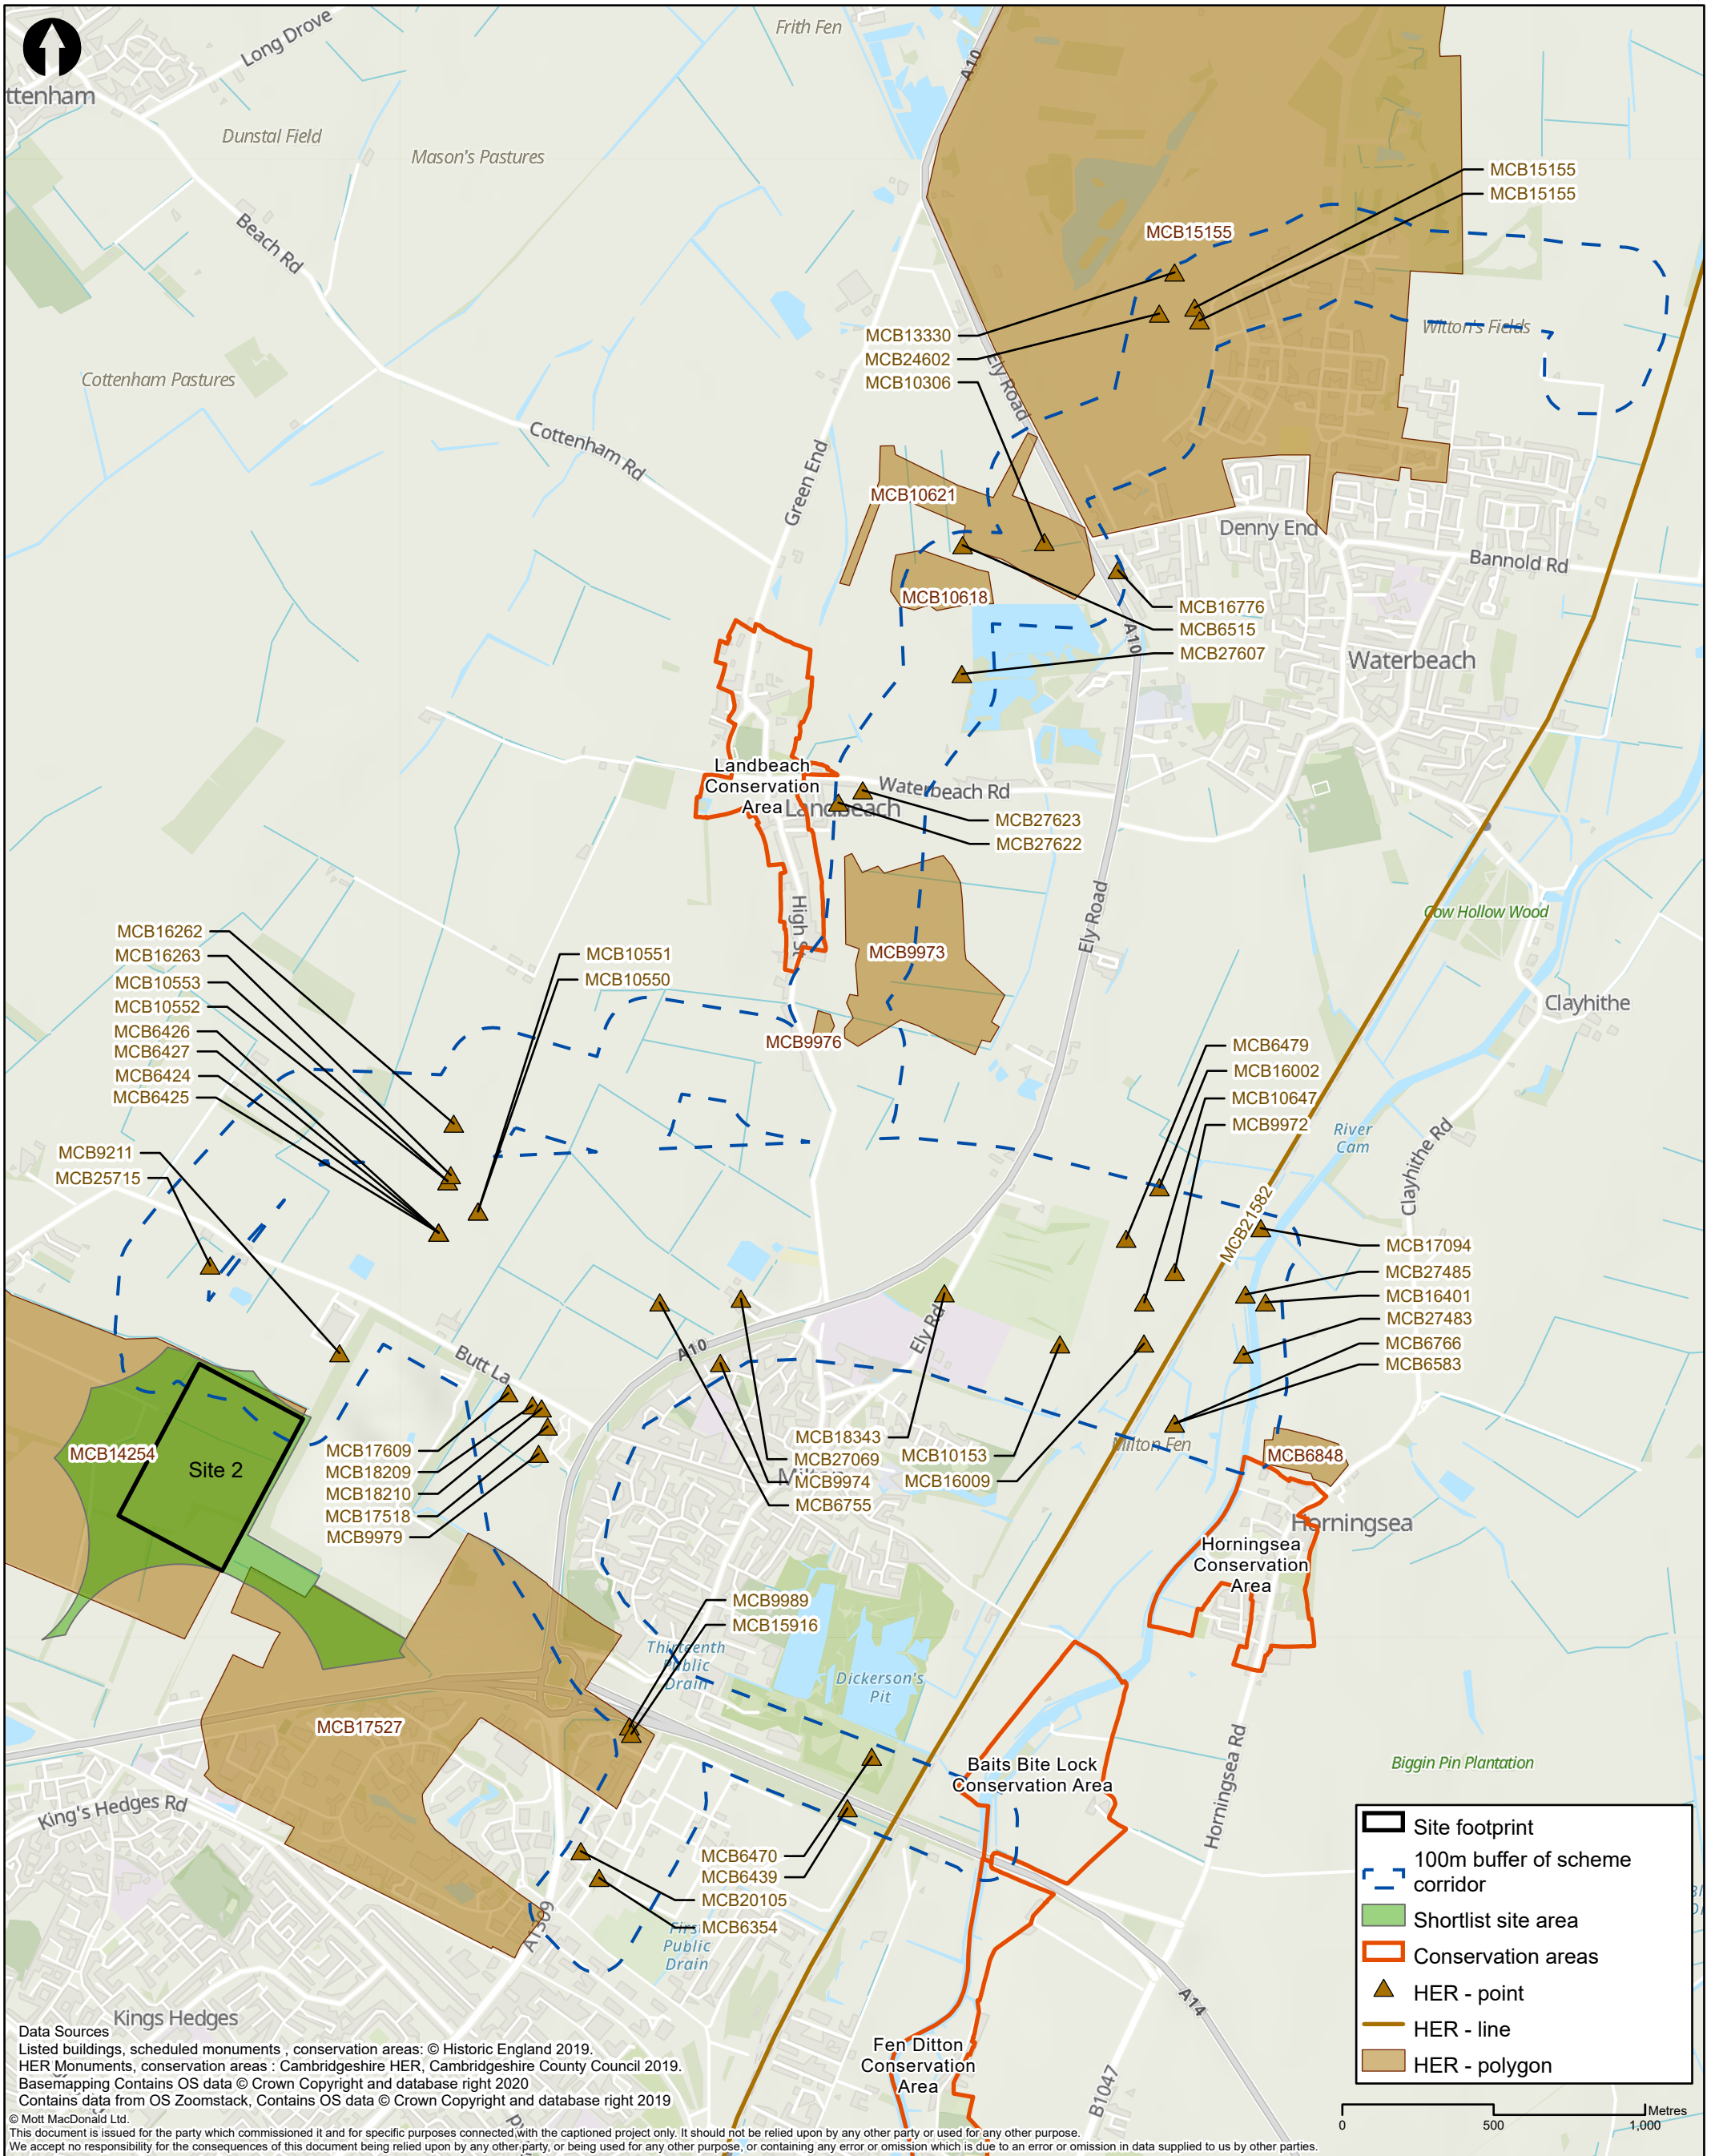 Frith Fen
Long Drove
ttenham
A10
Dunstal Field
Mason's Pastures
MCB15155
MCB15155
Beach Rd
MCB15155
MCB13330
Witton's Fields
MCB24602
Ely Road
MCB10306
Cottenham Pastures
Cottenham Rd
Green End
MCB10621
Denny End
Bannold Rd
MCB10618
MCB16776
MCB6515
A10
MCB27607
Waterbeach
Landbeach
Conservation
Area
Landbeach
Waterbeach Rd
MCB27623
MCB27622
High St
Ely Road
Cow Hollow Wood
MCB16262
MCB16263
MCB10553
MCB10552
MCB6426
MCB6427
MCB6424
MCB6425
MCB10551
MCB10550
MCB9973
Clayhithe
MCB9976
MCB6479
MCB16002
MCB10647
MCB9972
River
Cam
Clayhithe Rd
MCB9211
MCB25715
MCB21582
MCB17094
MCB27485
MCB16401
MCB27483
MCB6766
MCB6583
A10
Ely Rd
Butt La
MCB14254
Site 2
MCB17609
MCB18209
MCB18210
MCB17518
MCB9979
MCB18343
MCB27069
MCB9974
MCB6755
MCB10153
MCB16009
Milton Fen
MCB6848
Horningsea
Horningsea
Conservation
Area
MCB9989
MCB15916
Thirteenth
Public
Drain
Dickerson's
Pit
MCB17527
Baits Bite Lock
Conservation Area
Horningsea Rd
Biggin Pin Plantation
King's Hedges Rd
MCB6470
MCB6439
MCB20105
MCB6354
A1309
First
Public
Drain
Kings Hedges
A14
Fen Ditton
Conservation
Area
B1047
Site footprint
100m buffer of scheme
corridor
Shortlist site area
Conservation areas
HER - point
HER - line
HER - polygon
Metres
0 500 1,000
Data Sources
Listed buildings, scheduled monuments , conservation areas: © Historic England 2019.
HER Monuments, conservation areas : Cambridgeshire HER, Cambridgeshire County Council 2019.
Basemapping Contains OS data © Crown Copyright and database right 2020
Contains data from OS Zoomstack, Contains OS data © Crown Copyright and database right 2019
© Mott MacDonald Ltd.
This document is issued for the party which commissioned it and for specific purposes connected with the captioned project only. It should not be relied upon by any other party or used for any other purpose.
We accept no responsibility for the consequences of this document being relied upon by any other party, or being used for any other purpose, or containing any error or omission which is due to an error or omission in data supplied to us by other parties.